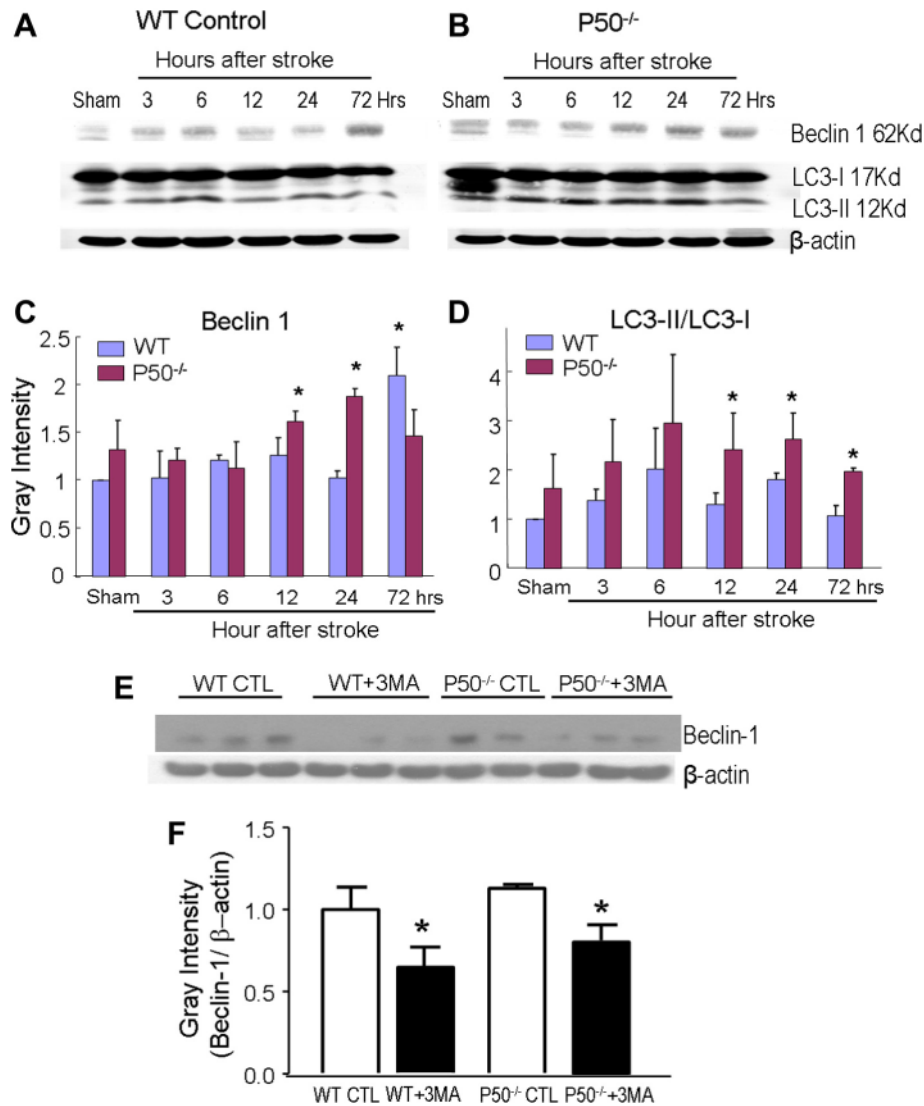 A WT Control
Hours after stroke
Sham 3 6 12 24 72 Hrs
B P50⁻/⁻
Hours after stroke
Sham 3 6 12 24 72 Hrs
Beclin 1 62Kd
LC3-I 17Kd
LC3-II 12Kd
β-actin
C Beclin 1
WT
P50⁻/⁻
Gray Intensity
2.5
2
1.5
1
0.5
0
* * *
Sham 3 6 12 24 72 hrs
Hour after stroke
D LC3-II/LC3-I
WT
P50⁻/⁻
4
3
2
1
0
* * *
Sham 3 6 12 24 72 hrs
Hour after stroke
E WT CTL WT+3MA P50⁻/⁻ CTL P50⁻/⁻+3MA
Beclin-1
β-actin
F
Gray Intensity
(Beclin-1/ β-actin)
1.5
1.0
0.5
0.0
* *
WT CTL WT+3MA P50⁻/⁻ CTL P50⁻/⁻+3MA